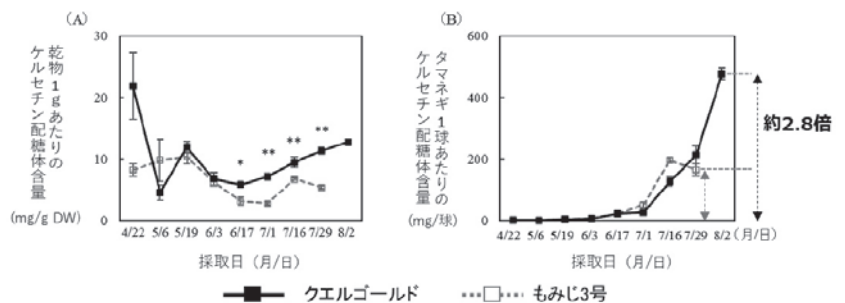 (A)
乾物1gあたりの
ケルセチン配糖体含量
(mg/g DW)
30
20
10
0
*
**
**
**
4/22 5/6 5/19 6/3 6/17 7/1 7/16 7/29 8/2
採取日（月/日）
(B)
タマネギ1球あたりの
ケルセチン配糖体含量
(mg/球)
600
400
200
0
約2.8倍
4/22 5/6 5/19 6/3 6/17 7/1 7/16 7/29 8/2 (月/日)
採取日（月/日）
クエルゴールド
もみじ3号